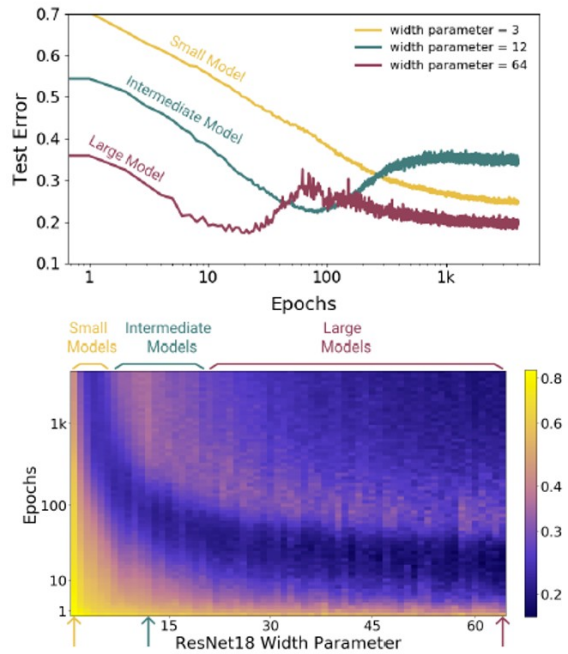 0.7
0.6
0.5
0.4
0.3
0.2
0.1
Test Error
Small Model
Intermediate Model
Large Model
width parameter = 3
width parameter = 12
width parameter = 64
1 10 100 1k
Epochs
Small Models
Intermediate Models
Large Models
1k
100
10
1
Epochs
15 30 45 60
ResNet18 Width Parameter
0.8
0.6
0.5
0.4
0.3
0.2